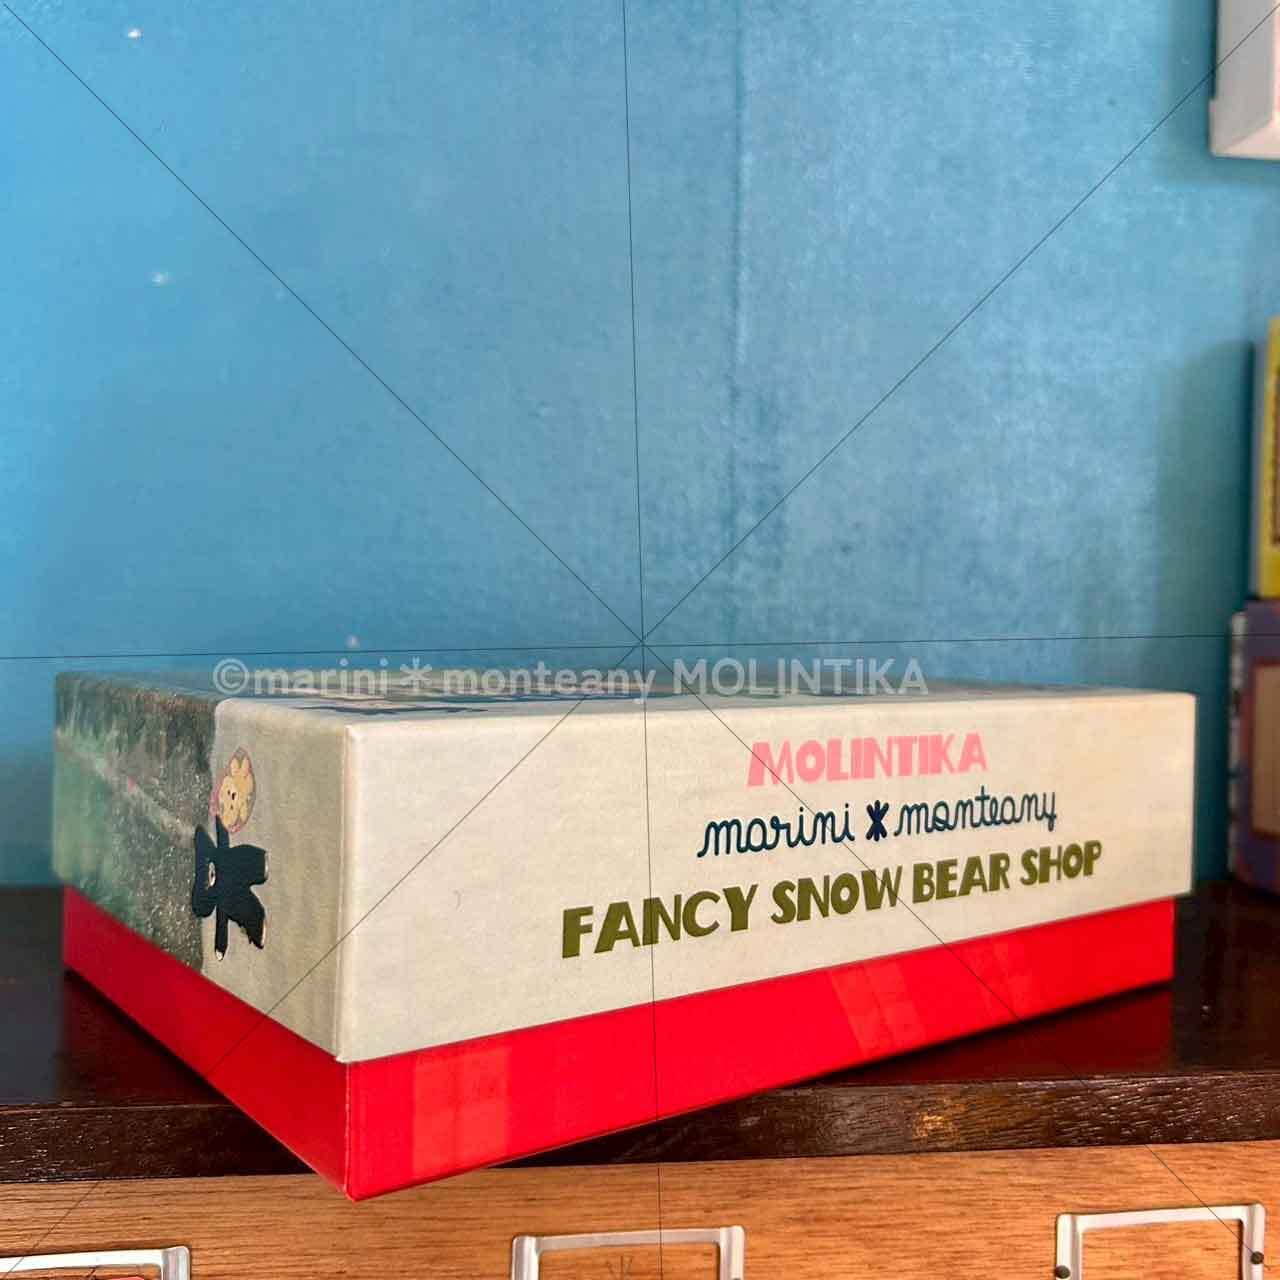 ©marini＊monteany MOLINTIKA
MOLINTIKA
marini * monteany
FANCY SNOW BEAR SHOP